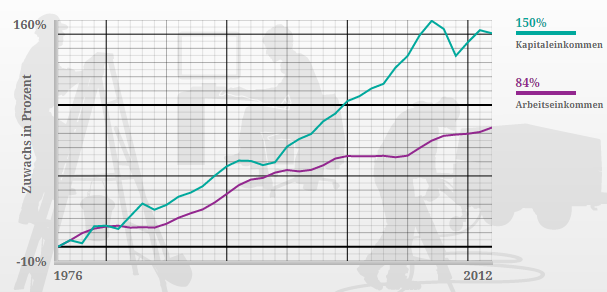 160%
Zuwachs in Prozent
-10%
1976
2012
150%
Kapitaleinkommen
84%
Arbeitseinkommen